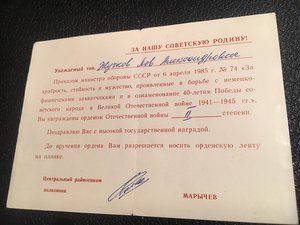 ЗА НАШУ СОВЕТСКУЮ РОДИНУ!
Уважаемый тов. Жучков Лев Александрович
Приказом министра обороны СССР от 6 апреля 1985 г. № 74 «За
храбрость, стойкость и мужество, проявленные в борьбе с немецко-
фашистскими захватчиками и в ознаменование 40-летия Победы со-
ветского народа в Великой Отечественной войне 1941—1945 гг.»,
Вы награждены орденом Отечественной войны II степени.
Поздравляю Вас с высокой государственной наградой.
До вручения ордена Вам разрешается носить орденскую ленту
на планке.
Центральный райвоенком
полковник
МАРЫЧЕВ